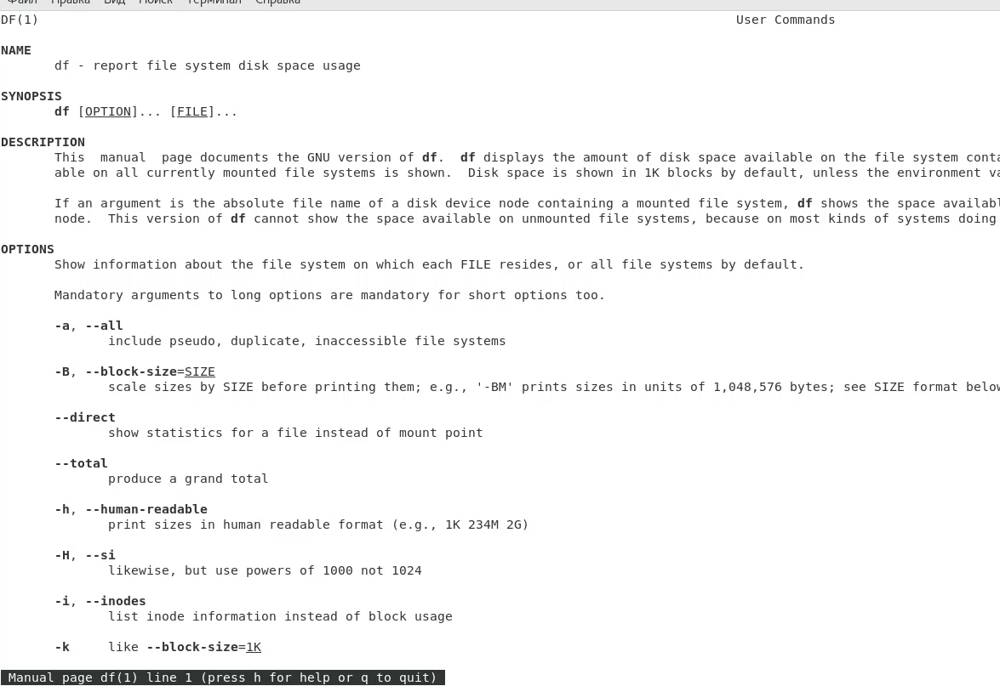 Файл Правка Вид Поиск Терминал Справка
DF(1) User Commands
NAME
df - report file system disk space usage
SYNOPSIS
df [OPTION]... [FILE]...
DESCRIPTION
This manual page documents the GNU version of df. df displays the amount of disk space available on the file system conta
able on all currently mounted file systems is shown. Disk space is shown in 1K blocks by default, unless the environment va
If an argument is the absolute file name of a disk device node containing a mounted file system, df shows the space availabl
node. This version of df cannot show the space available on unmounted file systems, because on most kinds of systems doing
OPTIONS
Show information about the file system on which each FILE resides, or all file systems by default.
Mandatory arguments to long options are mandatory for short options too.
-a, --all
include pseudo, duplicate, inaccessible file systems
-B, --block-size=SIZE
scale sizes by SIZE before printing them; e.g., '-BM' prints sizes in units of 1,048,576 bytes; see SIZE format below
--direct
show statistics for a file instead of mount point
--total
produce a grand total
-h, --human-readable
print sizes in human readable format (e.g., 1K 234M 2G)
-H, --si
likewise, but use powers of 1000 not 1024
-i, --inodes
list inode information instead of block usage
-k like --block-size=1K
Manual page df(1) line 1 (press h for help or q to quit)